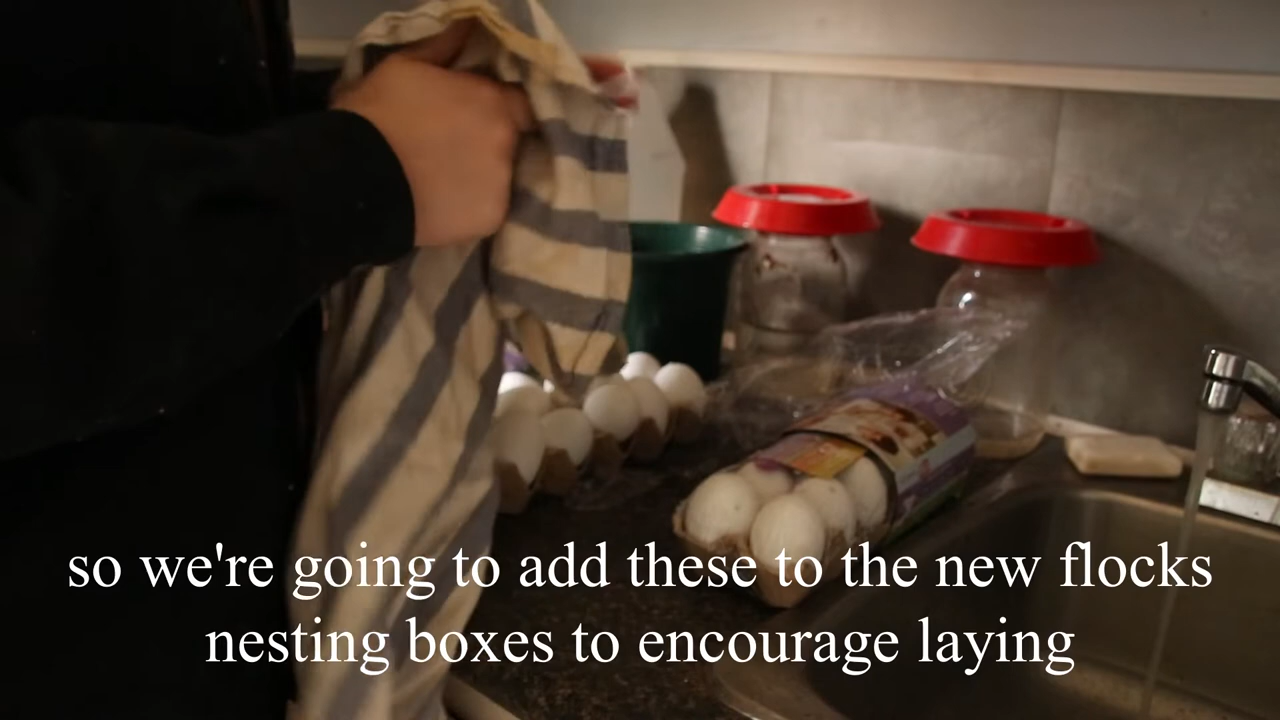 so we're going to add these to the new flocks
nesting boxes to encourage laying